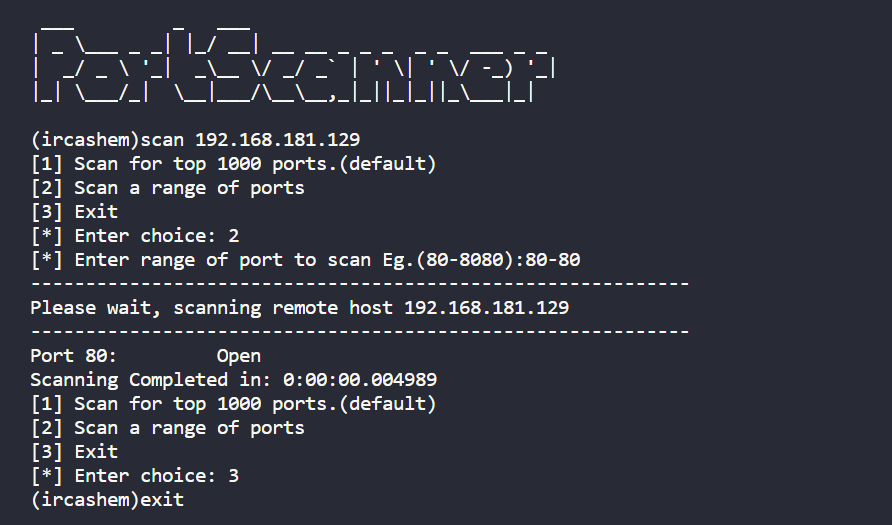 PortScanner
(ircashem)scan 192.168.181.129
[1] Scan for top 1000 ports.(default)
[2] Scan a range of ports
[3] Exit
[*] Enter choice: 2
[*] Enter range of port to scan Eg.(80-8080):80-80
------------------------------------------------------------
Please wait, scanning remote host 192.168.181.129
------------------------------------------------------------
Port 80:         Open
Scanning Completed in: 0:00:00.004989
[1] Scan for top 1000 ports.(default)
[2] Scan a range of ports
[3] Exit
[*] Enter choice: 3
(ircashem)exit